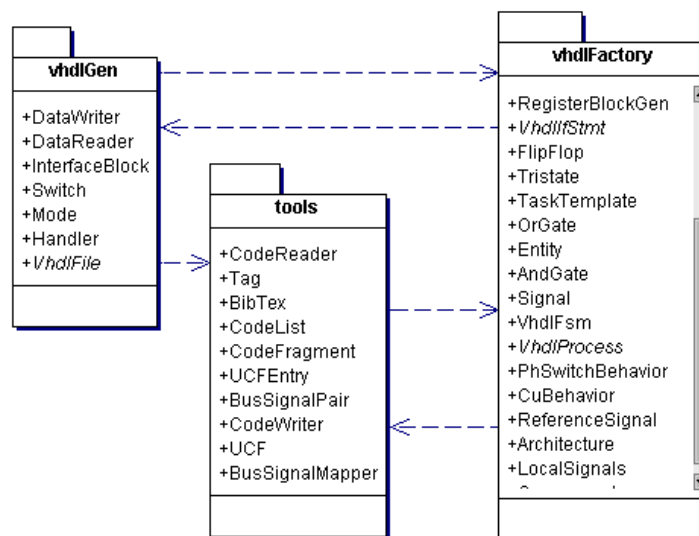 vhdlGen
+DataWriter
+DataReader
+InterfaceBlock
+Switch
+Mode
+Handler
+VhdlFile
tools
+CodeReader
+Tag
+BibTex
+CodeList
+CodeFragment
+UCFEntry
+BusSignalPair
+CodeWriter
+UCF
+BusSignalMapper
vhdlFactory
+RegisterBlockGen
+VhdlIfStmt
+FlipFlop
+Tristate
+TaskTemplate
+OrGate
+Entity
+AndGate
+Signal
+VhdlFsm
+VhdlProcess
+PhSwitchBehavior
+CuBehavior
+ReferenceSignal
+Architecture
+LocalSignals